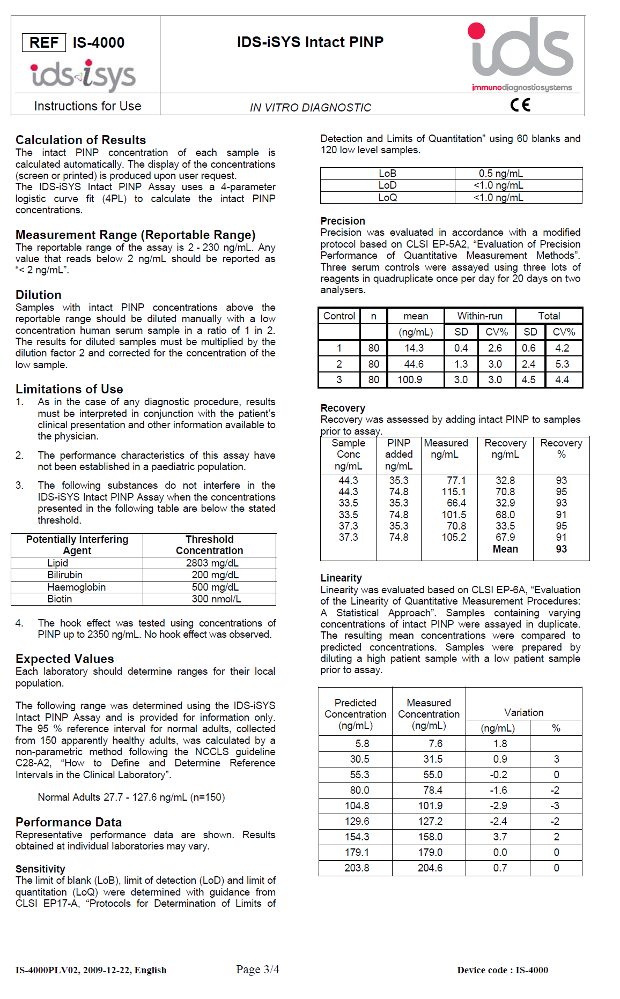 REF IS-4000
ids-isys
Instructions for Use
IDS-iSYS Intact PINP
IN VITRO DIAGNOSTIC
ids
immunodiagnosticsystems
CE
Calculation of Results
The intact PINP concentration of each sample is
calculated automatically. The display of the concentrations
(screen or printed) is produced upon user request.
The IDS-iSYS Intact PINP Assay uses a 4-parameter
logistic curve fit (4PL) to calculate the intact PINP
concentrations.
Measurement Range (Reportable Range)
The reportable range of the assay is 2 - 230 ng/mL. Any
value that reads below 2 ng/mL should be reported as
“< 2 ng/mL”.
Dilution
Samples with intact PINP concentrations above the
reportable range should be diluted manually with a low
concentration human serum sample in a ratio of 1 in 2.
The results for diluted samples must be multiplied by the
dilution factor 2 and corrected for the concentration of the
low sample.
Limitations of Use
1. As in the case of any diagnostic procedure, results
must be interpreted in conjunction with the patient’s
clinical presentation and other information available to
the physician.
2. The performance characteristics of this assay have
not been established in a paediatric population.
3. The following substances do not interfere in the
IDS-iSYS Intact PINP Assay when the concentrations
presented in the following table are below the stated
threshold.
Potentially Interfering Threshold
Agent Concentration
Lipid 2803 mg/dL
Bilirubin 200 mg/dL
Haemoglobin 500 mg/dL
Biotin 300 nmol/L
4. The hook effect was tested using concentrations of
PINP up to 2350 ng/mL. No hook effect was observed.
Expected Values
Each laboratory should determine ranges for their local
population.
The following range was determined using the IDS-iSYS
Intact PINP Assay and is provided for information only.
The 95 % reference interval for normal adults, collected
from 150 apparently healthy adults, was calculated by a
non-parametric method following the NCCLS guideline
C28-A2, “How to Define and Determine Reference
Intervals in the Clinical Laboratory”.
Normal Adults 27.7 - 127.6 ng/mL (n=150)
Performance Data
Representative performance data are shown. Results
obtained at individual laboratories may vary.
Sensitivity
The limit of blank (LoB), limit of detection (LoD) and limit of
quantitation (LoQ) were determined with guidance from
CLSI EP17-A, “Protocols for Determination of Limits of
Detection and Limits of Quantitation” using 60 blanks and
120 low level samples.
LoB 0.5 ng/mL
LoD <1.0 ng/mL
LoQ <1.0 ng/mL
Precision
Precision was evaluated in accordance with a modified
protocol based on CLSI EP-5A2, “Evaluation of Precision
Performance of Quantitative Measurement Methods”.
Three serum controls were assayed using three lots of
reagents in quadruplicate once per day for 20 days on two
analysers.
Control n mean Within-run Total
(ng/mL) SD CV% SD CV%
1 80 14.3 0.4 2.6 0.6 4.2
2 80 44.6 1.3 3.0 2.4 5.3
3 80 100.9 3.0 3.0 4.5 4.4
Recovery
Recovery was assessed by adding intact PINP to samples
prior to assay.
Sample PINP Measured Recovery Recovery
Conc added ng/mL ng/mL %
ng/mL ng/mL
44.3 35.3 77.1 32.8 93
44.3 74.8 115.1 70.8 95
33.5 35.3 66.4 32.9 93
33.5 74.8 101.5 68.0 91
37.3 35.3 70.8 33.5 95
37.3 74.8 105.2 67.9 91
Mean 93
Linearity
Linearity was evaluated based on CLSI EP-6A, “Evaluation
of the Linearity of Quantitative Measurement Procedures:
A Statistical Approach”. Samples containing varying
concentrations of intact PINP were assayed in duplicate.
The resulting mean concentrations were compared to
predicted concentrations. Samples were prepared by
diluting a high patient sample with a low patient sample
prior to assay.
Predicted Measured
Concentration Concentration Variation
(ng/mL) (ng/mL) (ng/mL) %
5.8 7.6 1.8
30.5 31.5 0.9 3
55.3 55.0 -0.2 0
80.0 78.4 -1.6 -2
104.8 101.9 -2.9 -3
129.6 127.2 -2.4 -2
154.3 158.0 3.7 2
179.1 179.0 0.0 0
203.8 204.6 0.7 0
IS-4000PLV02, 2009-12-22, English Page 3/4 Device code : IS-4000